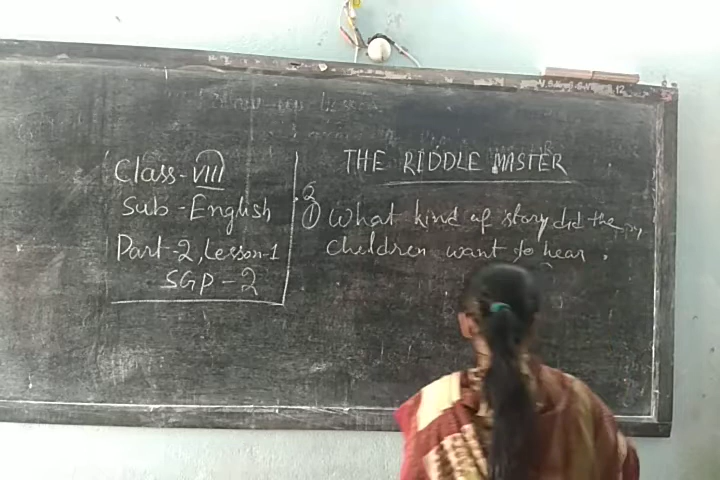 Class - VIII
Sub - English
Part - 2, Lesson - 1
SGP - 2
THE RIDDLE MASTER
Q
① What kind of story did the
children want to hear.